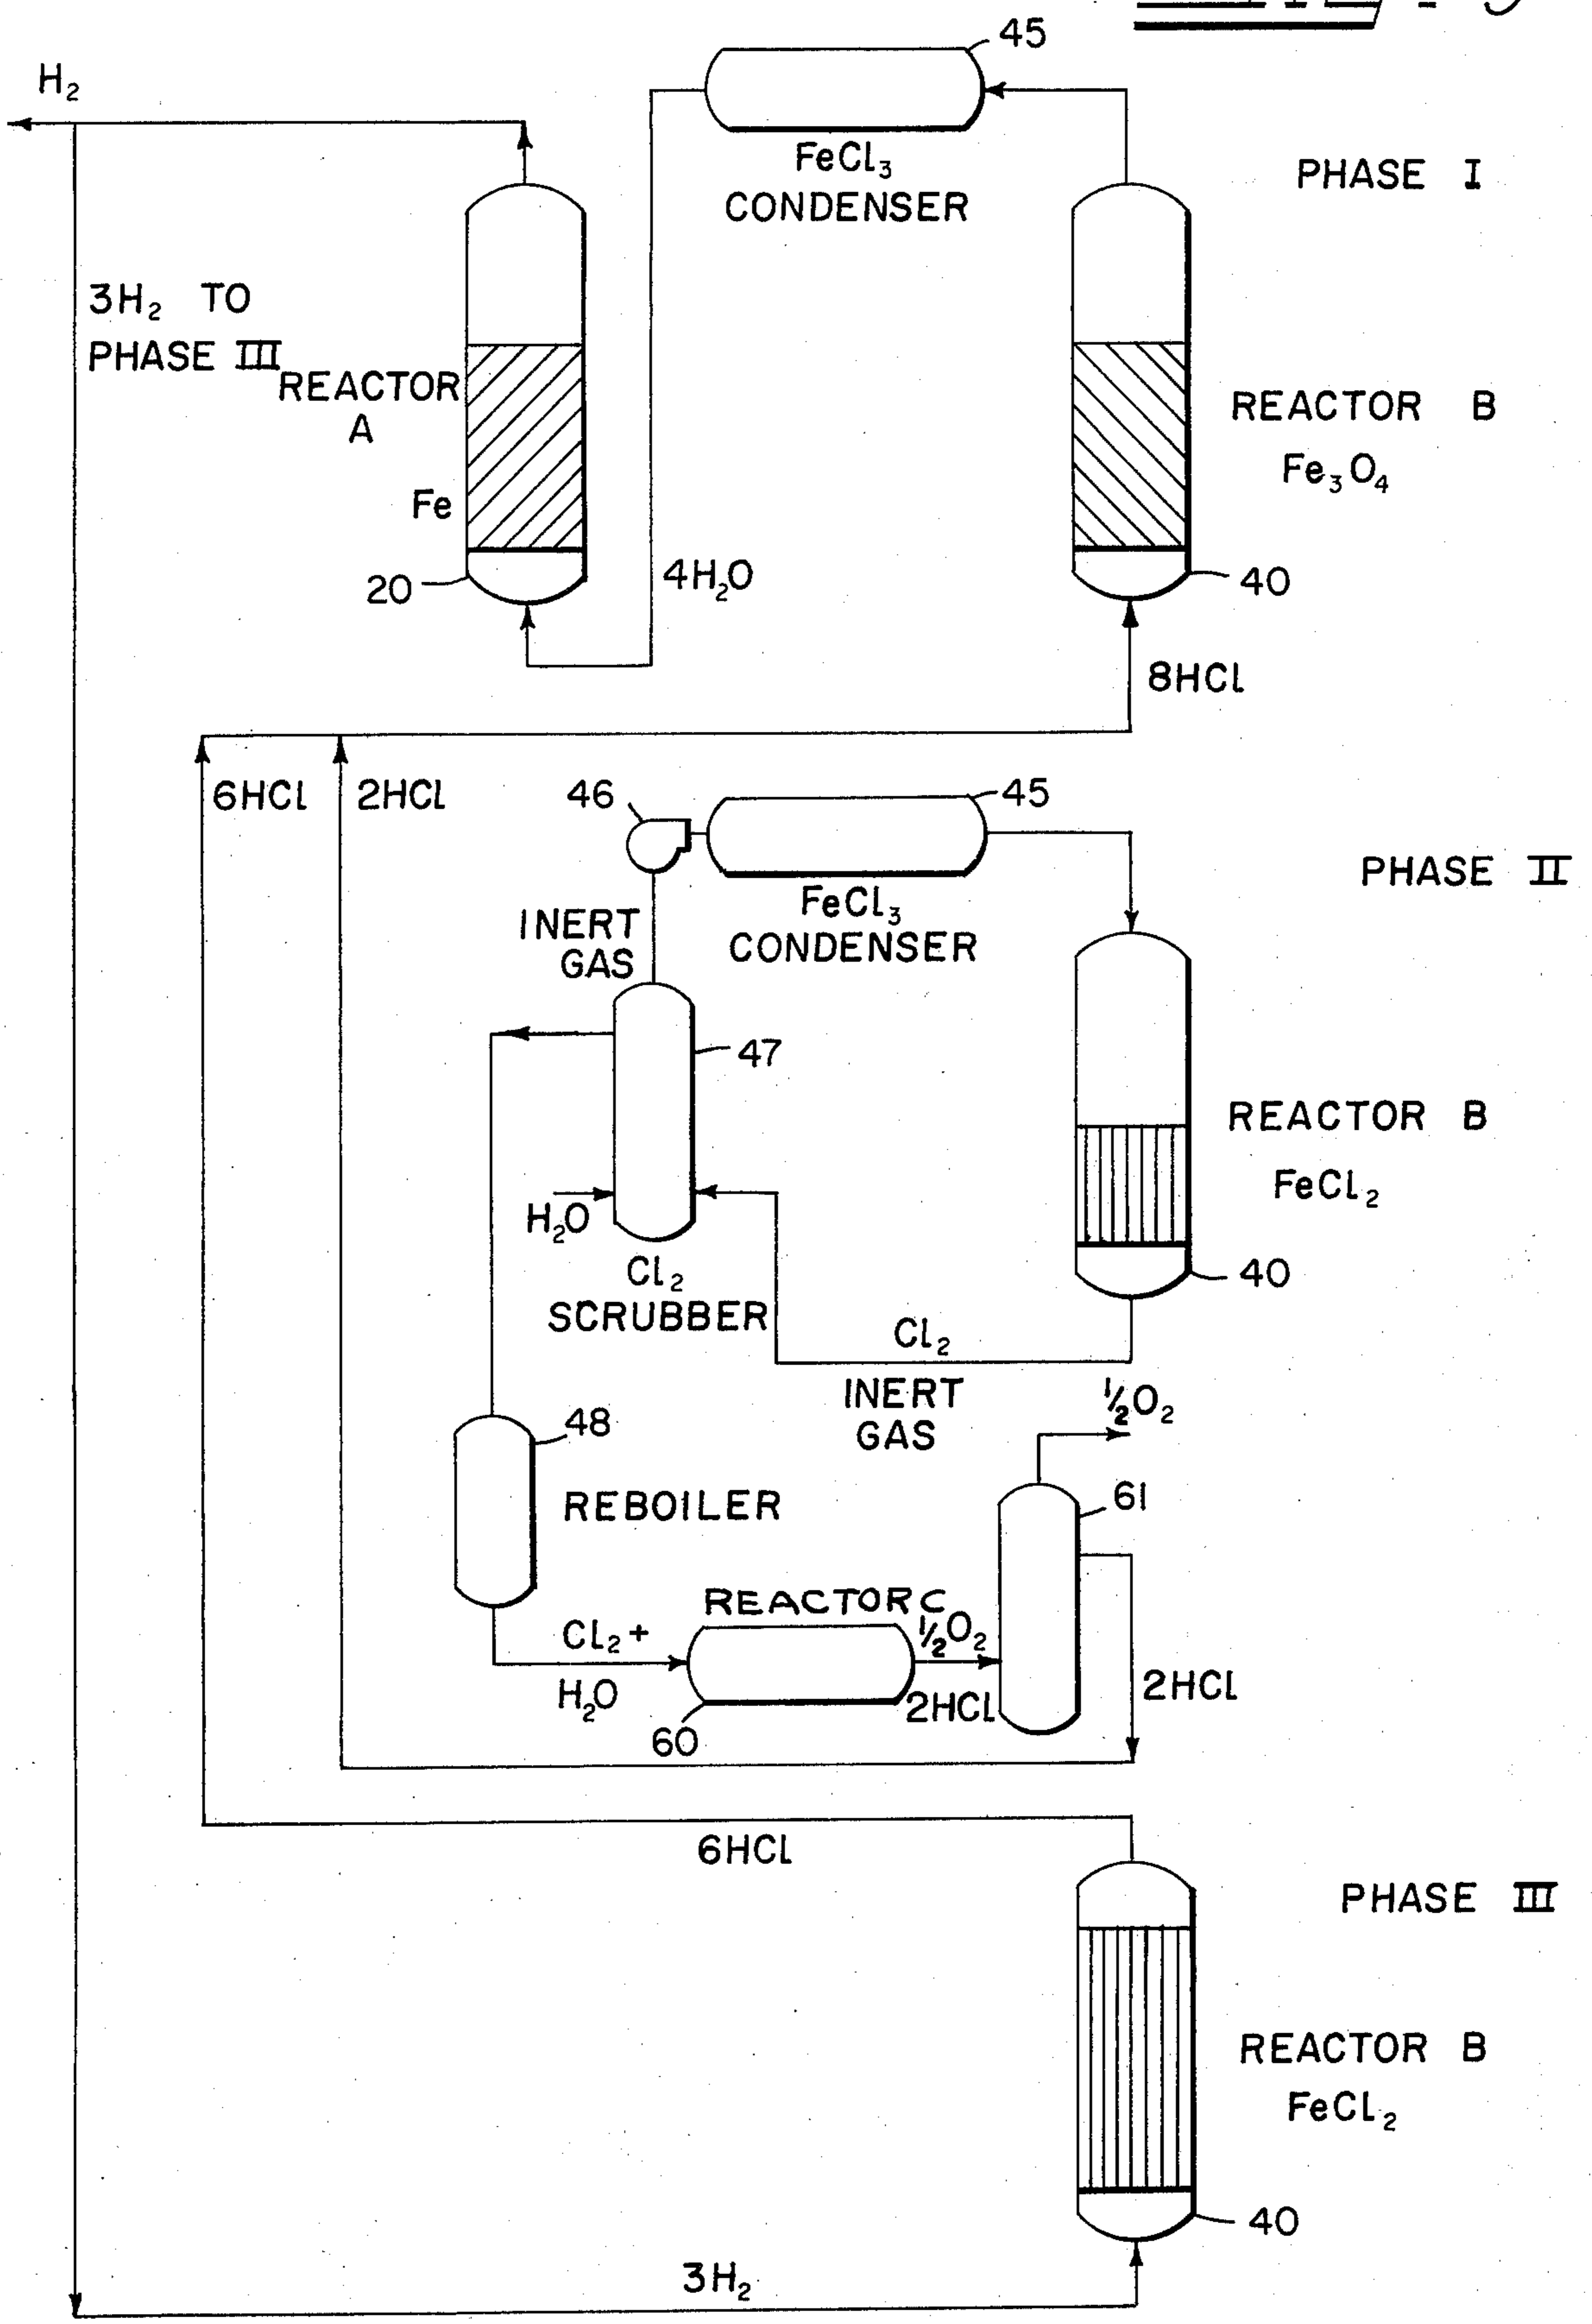 45
H₂
FeCl₃
CONDENSER
PHASE I
3H₂ TO
PHASE III
REACTOR
A
REACTOR B
Fe₃O₄
Fe
20
4H₂O
40
8HCl
6HCl
2HCl
46
45
PHASE II
FeCl₃
CONDENSER
INERT
GAS
47
REACTOR B
FeCl₂
H₂O
Cl₂
SCRUBBER
40
Cl₂
INERT
GAS
½O₂
48
REBOILER
61
REACTOR C
Cl₂ +
H₂O
½O₂
2HCl
2HCl
60
6HCl
PHASE III
REACTOR B
FeCl₂
40
3H₂